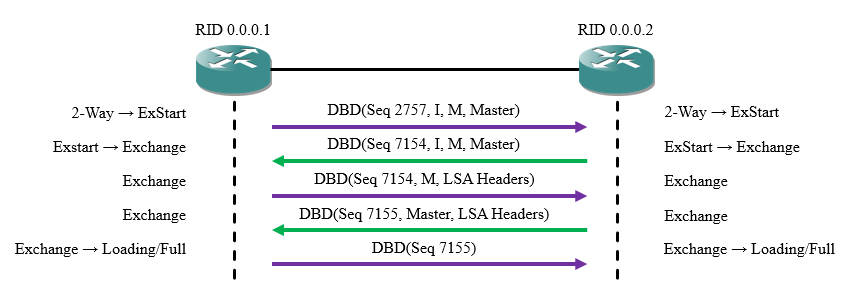 RID 0.0.0.1 RID 0.0.0.2
2-Way → ExStart DBD(Seq 2757, I, M, Master) 2-Way → ExStart
Exstart → Exchange DBD(Seq 7154, I, M, Master) ExStart → Exchange
Exchange DBD(Seq 7154, M, LSA Headers) Exchange
Exchange DBD(Seq 7155, Master, LSA Headers) Exchange
Exchange → Loading/Full DBD(Seq 7155) Exchange → Loading/Full